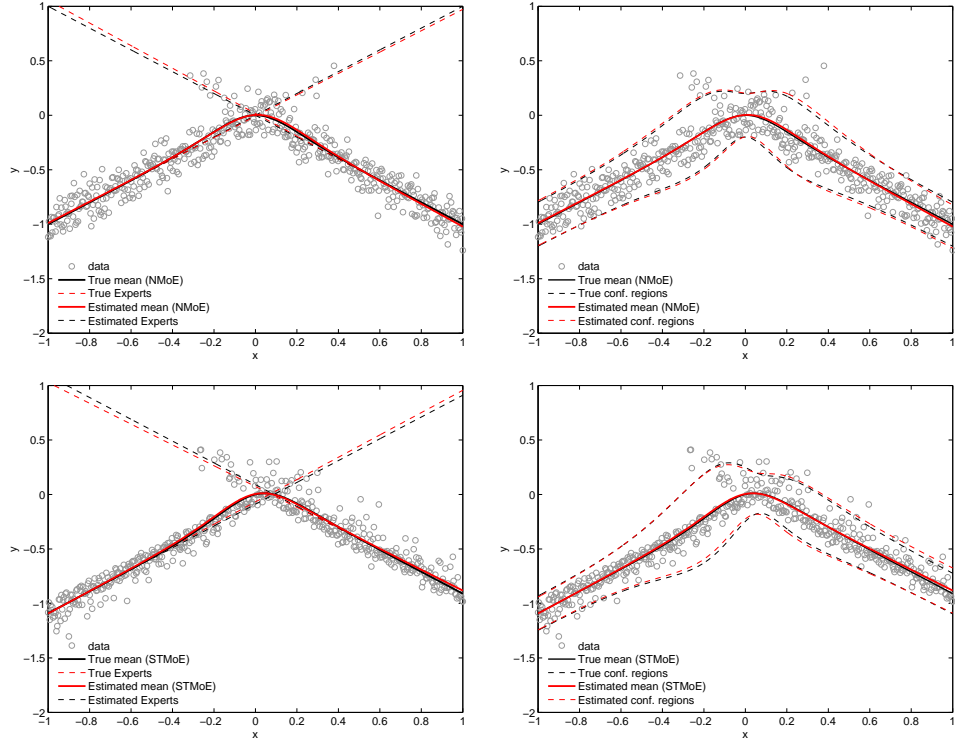 1
0.5
0
−0.5
−1
−1.5
−2
y
data
True mean (NMoE)
True Experts
Estimated mean (NMoE)
Estimated Experts
−1 −0.8 −0.6 −0.4 −0.2 0 0.2 0.4 0.6 0.8 1
x
1
0.5
0
−0.5
−1
−1.5
−2
y
data
True mean (NMoE)
True conf. regions
Estimated mean (NMoE)
Estimated conf. regions
−1 −0.8 −0.6 −0.4 −0.2 0 0.2 0.4 0.6 0.8 1
x
1
0.5
0
−0.5
−1
−1.5
−2
y
data
True mean (STMoE)
True Experts
Estimated mean (STMoE)
Estimated Experts
−1 −0.8 −0.6 −0.4 −0.2 0 0.2 0.4 0.6 0.8 1
x
1
0.5
0
−0.5
−1
−1.5
−2
y
data
True mean (STMoE)
True conf. regions
Estimated mean (STMoE)
Estimated conf. regions
−1 −0.8 −0.6 −0.4 −0.2 0 0.2 0.4 0.6 0.8 1
x